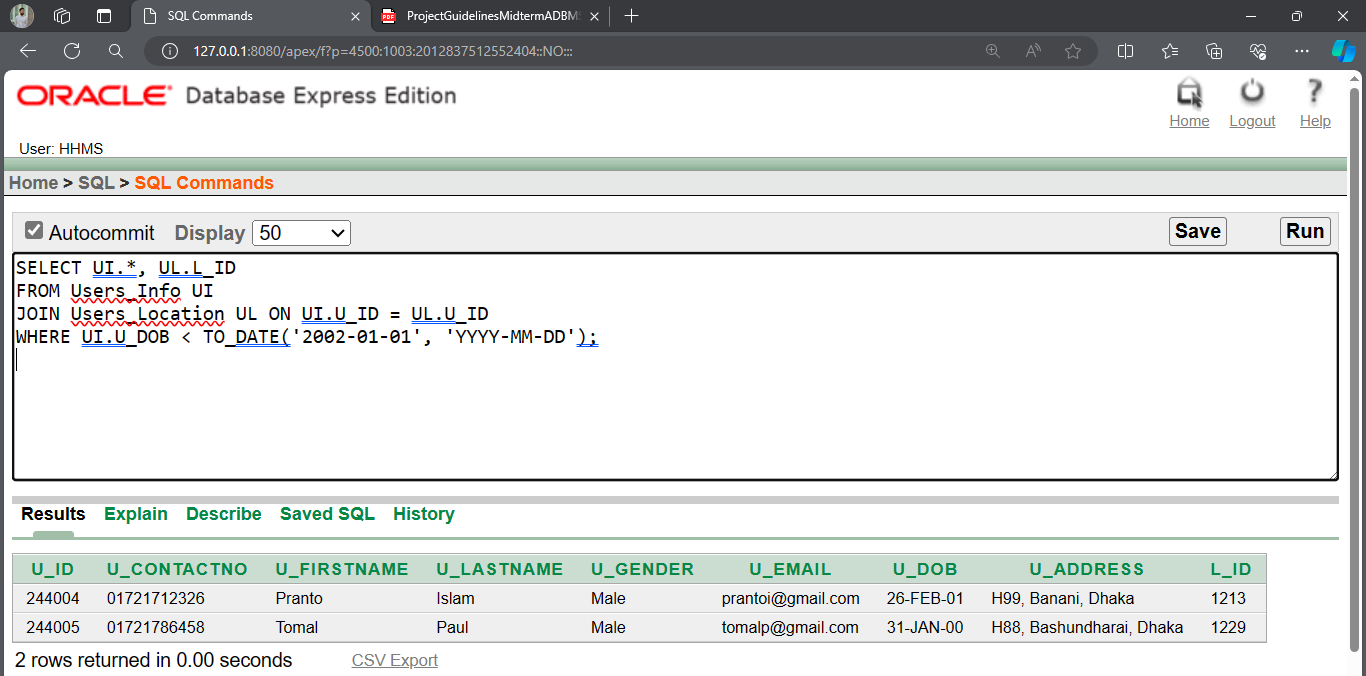 SQL Commands
ProjectGuidelinesMidtermADBMS
127.0.0.1:8080/apex/f?p=4500:1003:2012837512552404::NO:::
ORACLE Database Express Edition
Home Logout Help
User: HHMS
Home > SQL > SQL Commands
Autocommit Display 50 Save Run
SELECT UI.*, UL.L_ID
FROM Users_Info UI
JOIN Users_Location UL ON UI.U_ID = UL.U_ID
WHERE UI.U_DOB < TO_DATE('2002-01-01', 'YYYY-MM-DD');
Results Explain Describe Saved SQL History
U_ID U_CONTACTNO U_FIRSTNAME U_LASTNAME U_GENDER U_EMAIL U_DOB U_ADDRESS L_ID
244004 01721712326 Pranto Islam Male prantoi@gmail.com 26-FEB-01 H99, Banani, Dhaka 1213
244005 01721786458 Tomal Paul Male tomalp@gmail.com 31-JAN-00 H88, Bashundharai, Dhaka 1229
2 rows returned in 0.00 seconds CSV Export